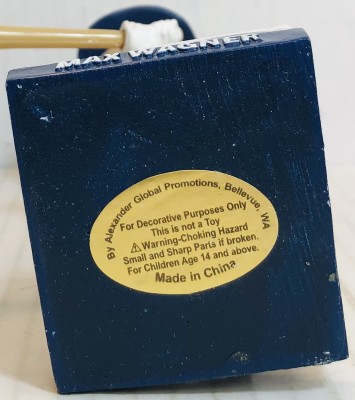 MAX WAGNER
By Alexander Global Promotions, Bellevue, WA
For Decorative Purposes Only
This is not a Toy
⚠Warning-Choking Hazard
Small and Sharp Parts if broken.
For Children Age 14 and above.
Made in China